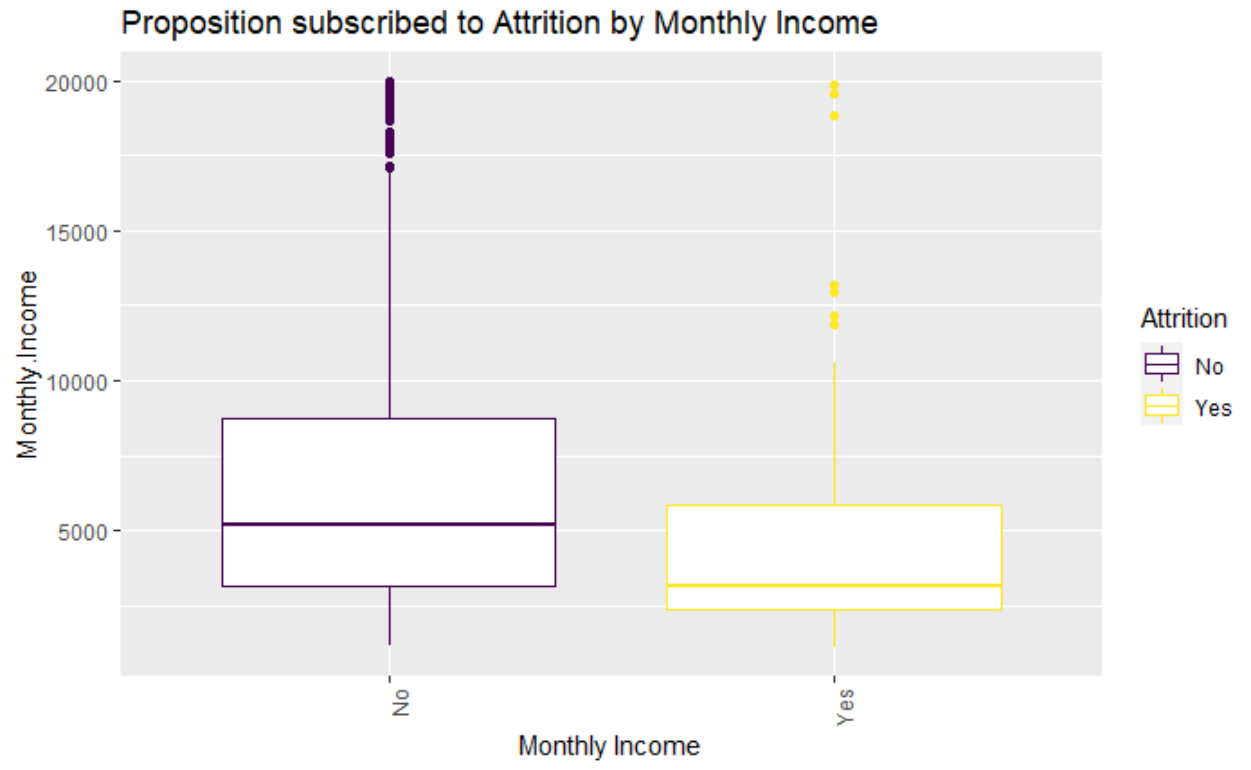 Proposition subscribed to Attrition by Monthly Income
20000
15000
10000
5000
Monthly.Income
No
Yes
Monthly Income
Attrition
No
Yes